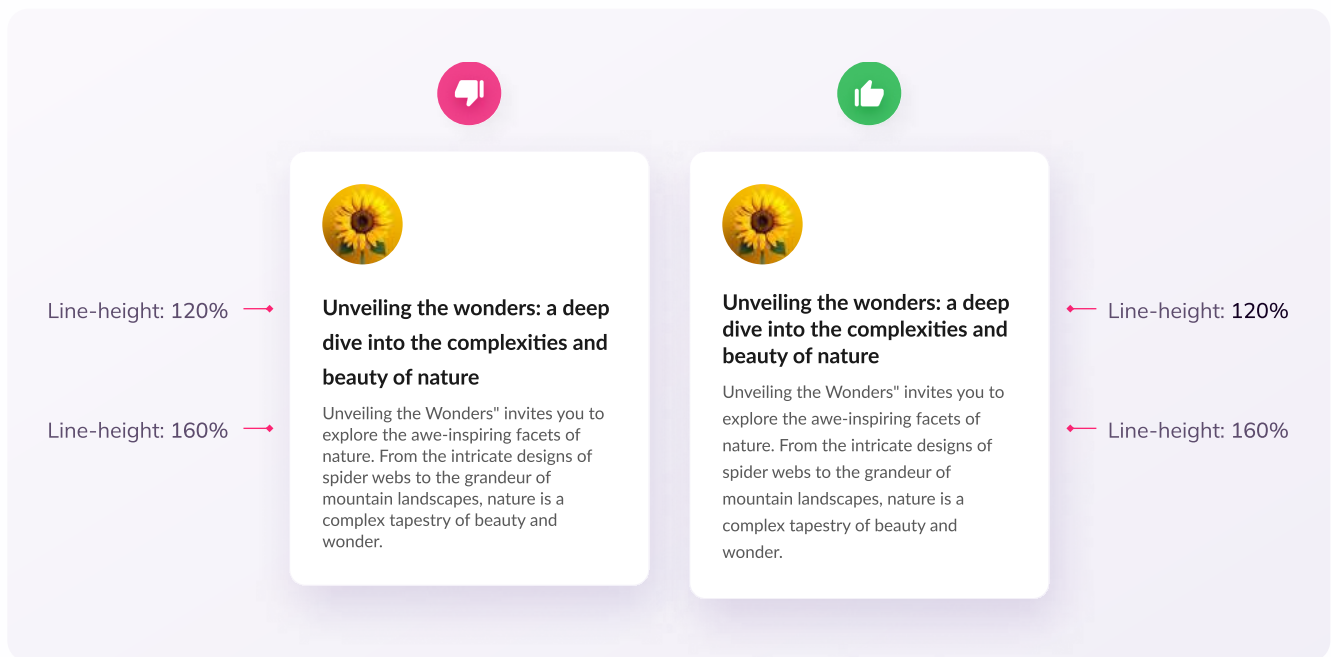 Line-height: 120%
Line-height: 160%
Unveiling the wonders: a deep
dive into the complexities and
beauty of nature
Unveiling the Wonders" invites you to
explore the awe-inspiring facets of
nature. From the intricate designs of
spider webs to the grandeur of
mountain landscapes, nature is a
complex tapestry of beauty and
wonder.
Unveiling the wonders: a deep
dive into the complexities and
beauty of nature
Unveiling the Wonders" invites you to
explore the awe-inspiring facets of
nature. From the intricate designs of
spider webs to the grandeur of
mountain landscapes, nature is a
complex tapestry of beauty and
wonder.
Line-height: 120%
Line-height: 160%